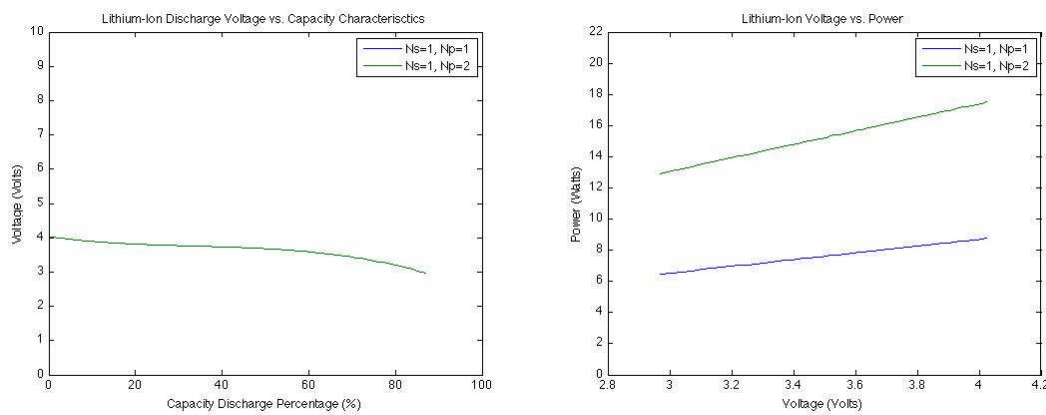 Lithium-Ion Discharge Voltage vs. Capacity Characterisctics
10
9
8
7
6
5
4
3
2
1
0
Voltage (Volts)
Ns=1, Np=1
Ns=1, Np=2
0 20 40 60 80 100
Capacity Discharge Percentage (%)
Lithium-Ion Voltage vs. Power
22
20
18
16
14
12
10
8
6
4
2
0
Power (Watts)
Ns=1, Np=1
Ns=1, Np=2
2.8 3 3.2 3.4 3.6 3.8 4 4.2
Voltage (Volts)